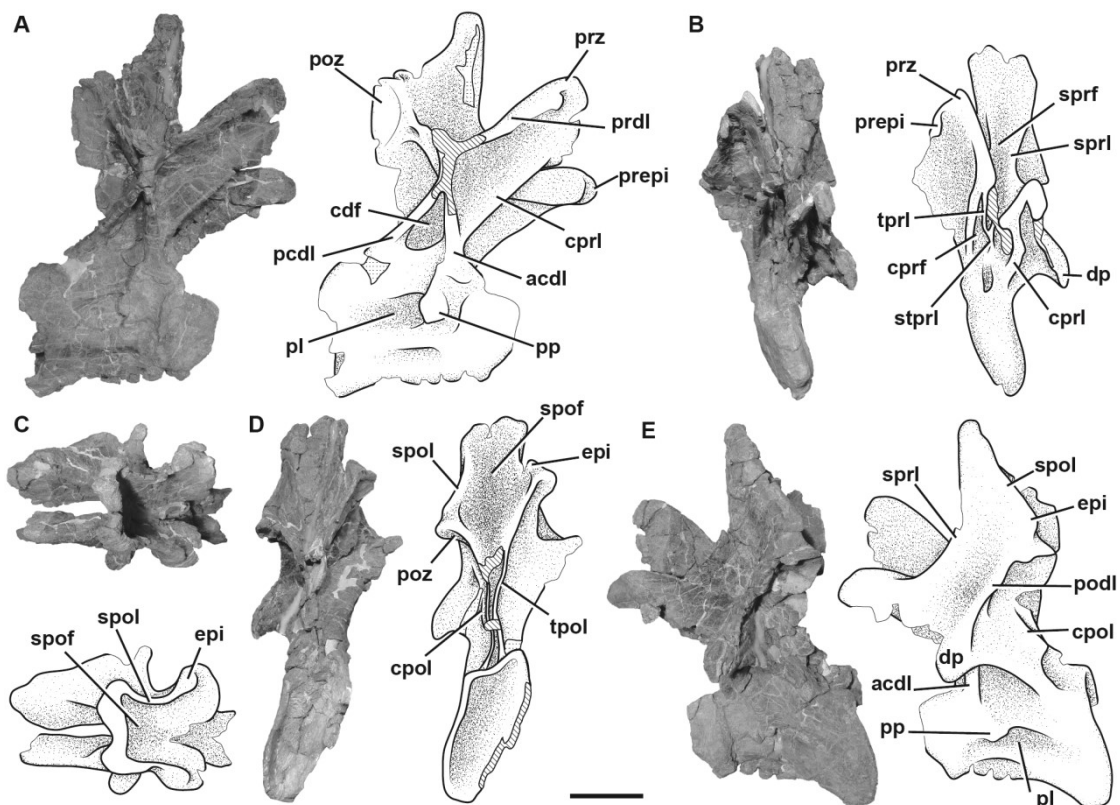 A
poz
prz
prdl
prepi
cdf
cprl
pcdl
acdl
pl
pp
B
prz
sprf
prepi
sprl
tprl
cprf
dp
stprl
cprl
C
spol
spof
epi
D
spof
spol
epi
poz
tpol
cpol
E
spol
sprl
epi
podl
cpol
dp
acdl
pp
pl